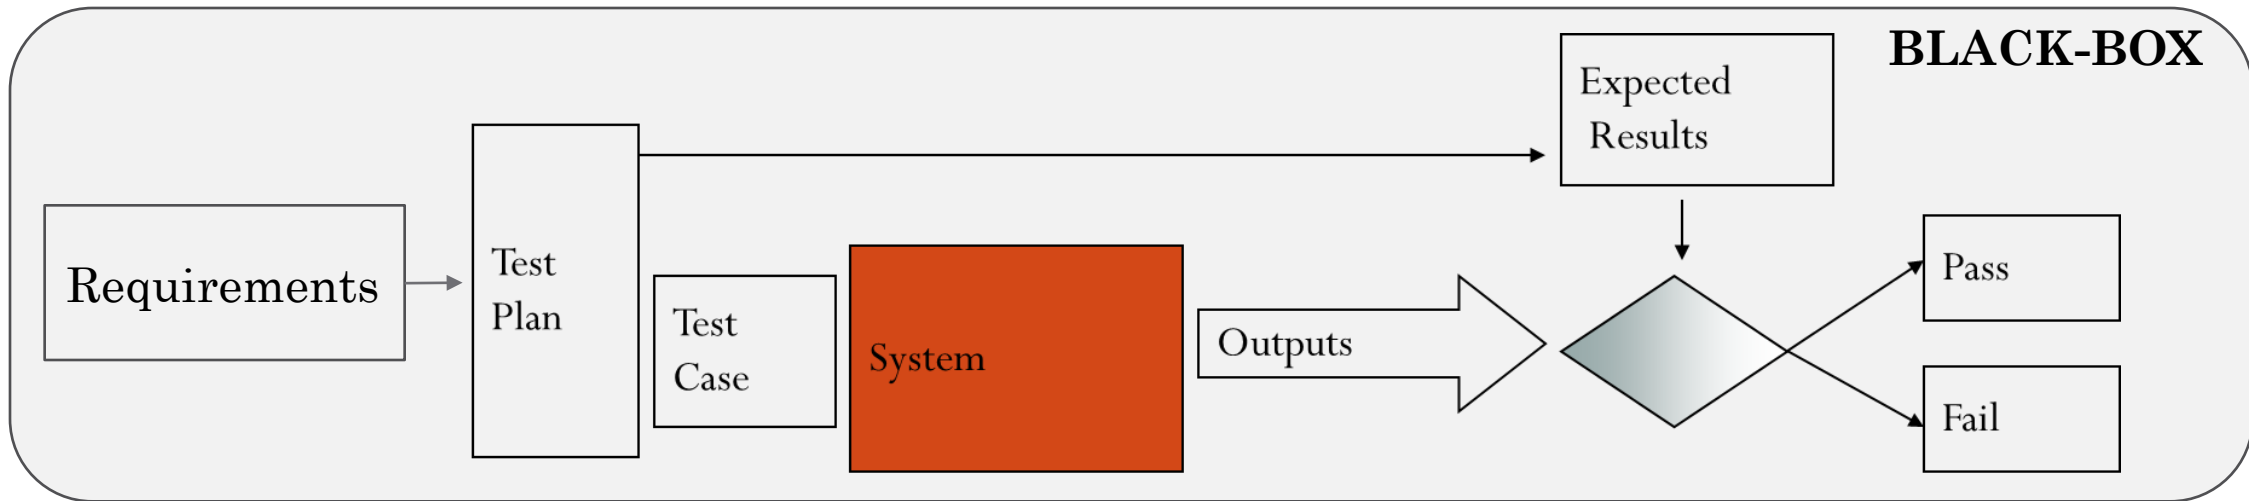 BLACK-BOX
Requirements
Test
Plan
Test
Case
System
Outputs
Expected
Results
Pass
Fail